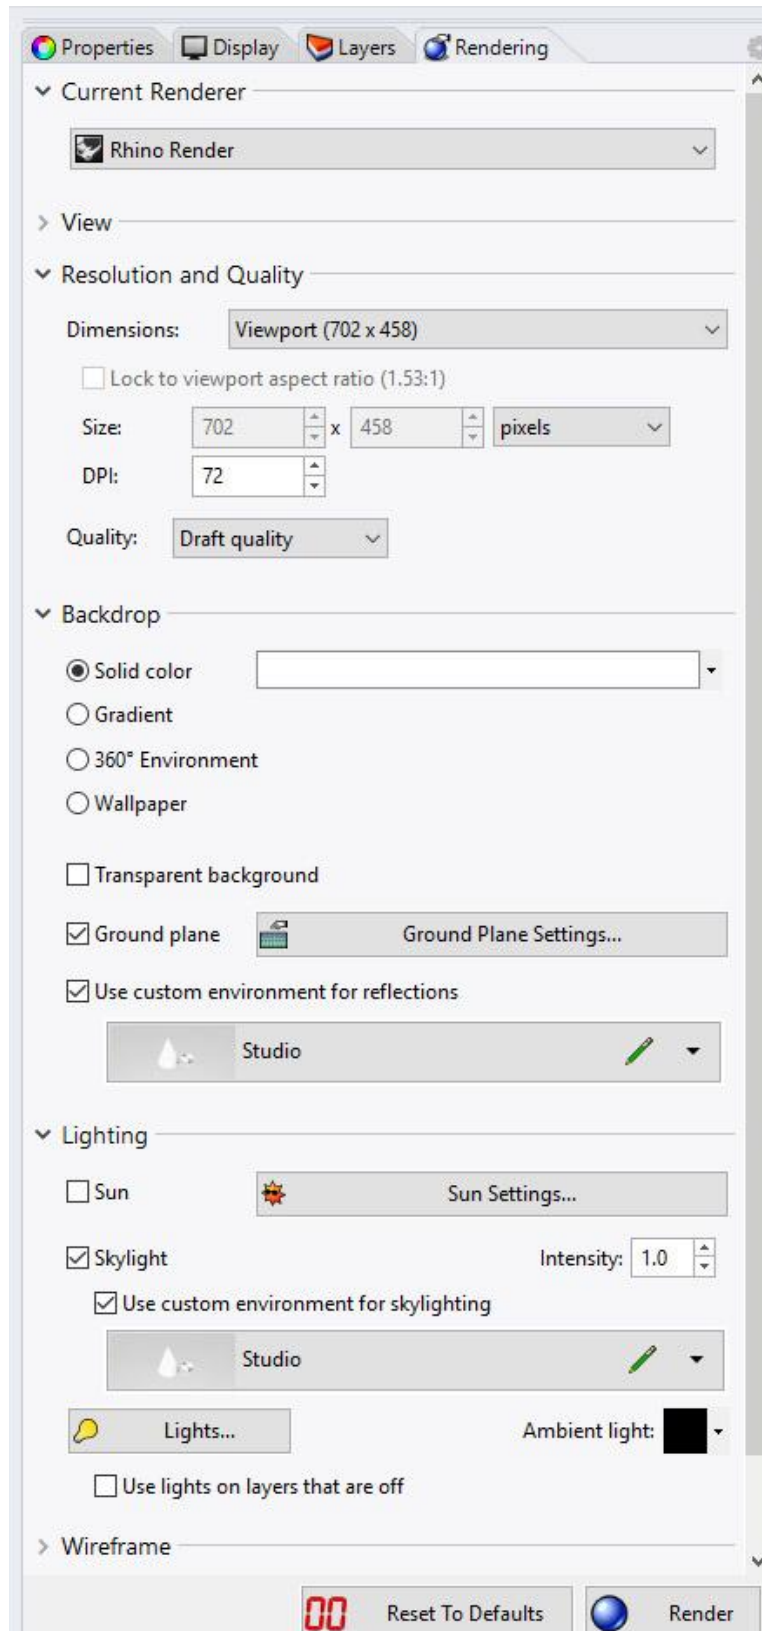 Properties Display Layers Rendering
Current Renderer
Rhino Render
View
Resolution and Quality
Dimensions: Viewport (702 x 458)
Lock to viewport aspect ratio (1.53:1)
Size: 702 x 458 pixels
DPI: 72
Quality: Draft quality
Backdrop
Solid color
Gradient
360° Environment
Wallpaper
Transparent background
Ground plane Ground Plane Settings...
Use custom environment for reflections
Studio
Lighting
Sun Sun Settings...
Skylight Intensity: 1.0
Use custom environment for skylighting
Studio
Lights... Ambient light:
Use lights on layers that are off
Wireframe
00 Reset To Defaults Render